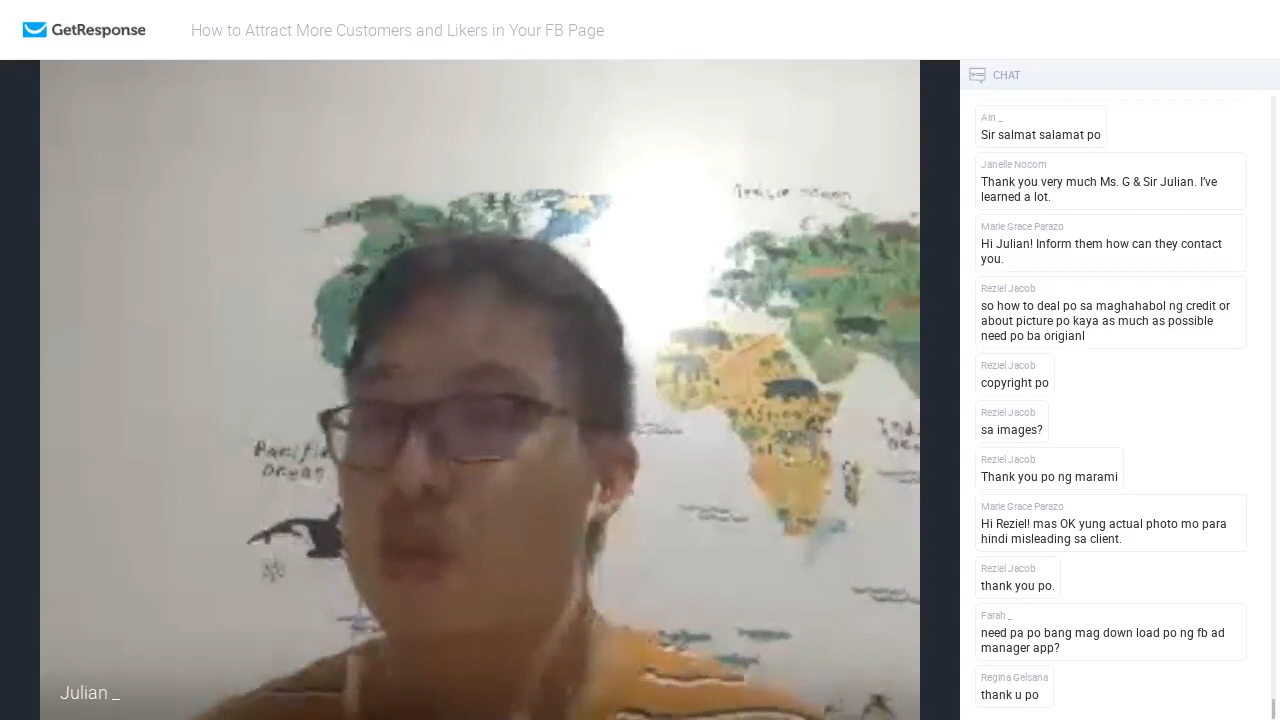 GetResponse
How to Attract More Customers and Likers in Your FB Page
CHAT
Ain _
Sir salmat salamat po
Janelle Nocom
Thank you very much Ms. G & Sir Julian. I've
learned a lot.
Marie Grace Parazo
Hi Julian! Inform them how can they contact
you.
Reziel Jacob
so how to deal po sa maghahabol ng credit or
about picture po kaya as much as possible
need po ba origianl
Reziel Jacob
copyright po
Reziel Jacob
sa images?
Reziel Jacob
Thank you po ng marami
Marie Grace Parazo
Hi Reziel! mas OK yung actual photo mo para
hindi misleading sa client.
Reziel Jacob
thank you po.
Farah _
need pa po bang mag down load po ng fb ad
manager app?
Regina Gelsana
thank u po
Pacific
Ocean
Africa
Julian _